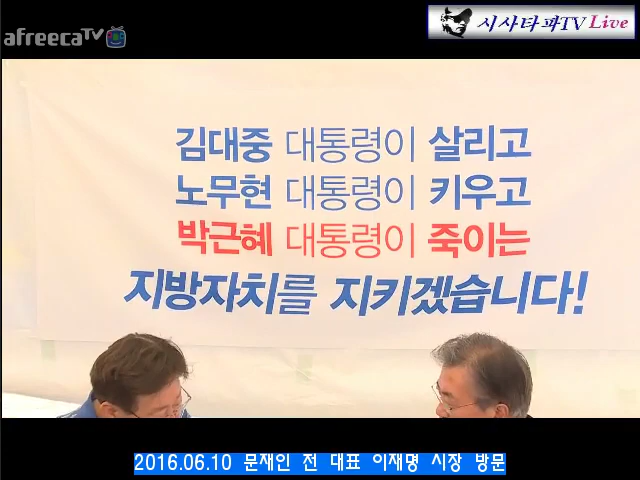 afreecaTV
시사타파TV Live
김대중 대통령이 살리고
노무현 대통령이 키우고
박근혜 대통령이 죽이는
지방자치를 지키겠습니다!
2016.06.10 문재인 전 대표 이재명 시장 방문